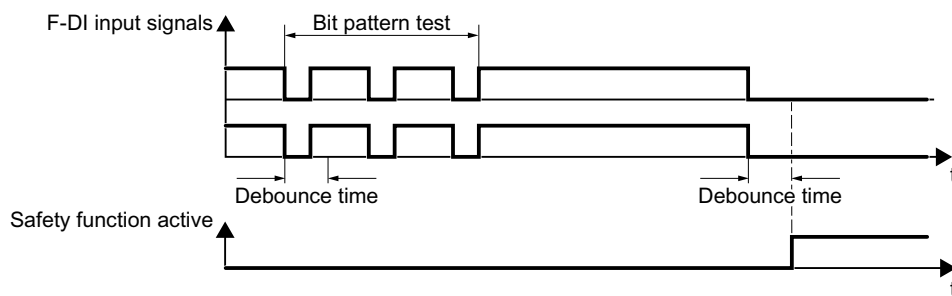 F-DI input signals
Bit pattern test
t
Debounce time
Debounce time
Safety function active
t